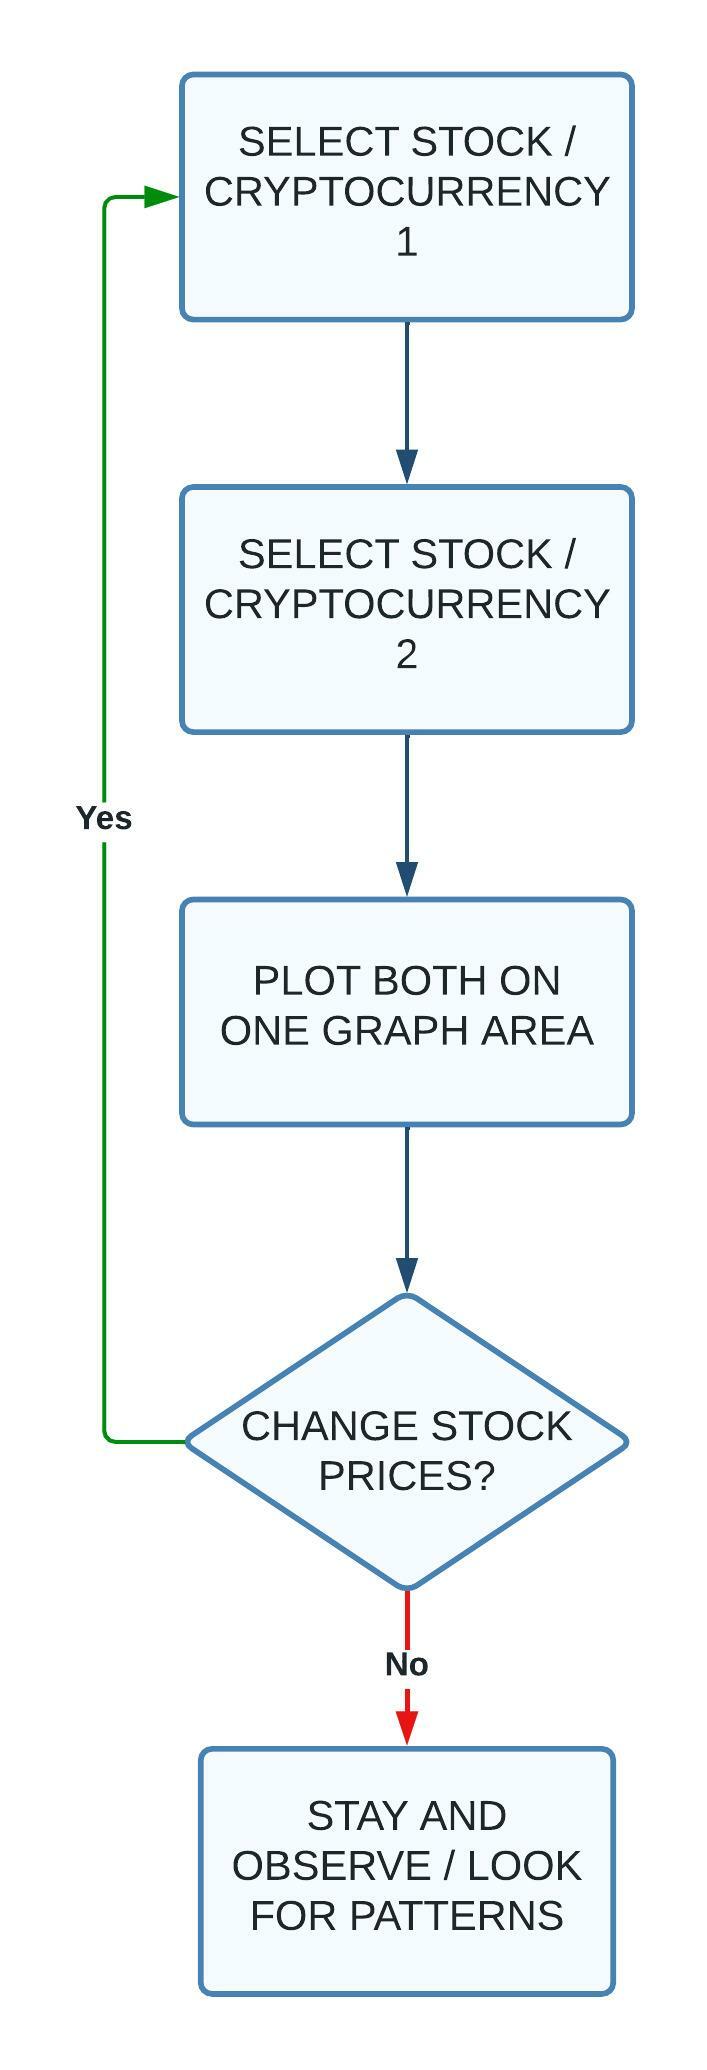 SELECT STOCK /
CRYPTOCURRENCY
1
SELECT STOCK /
CRYPTOCURRENCY
2
Yes
PLOT BOTH ON
ONE GRAPH AREA
CHANGE STOCK
PRICES?
No
STAY AND
OBSERVE / LOOK
FOR PATTERNS